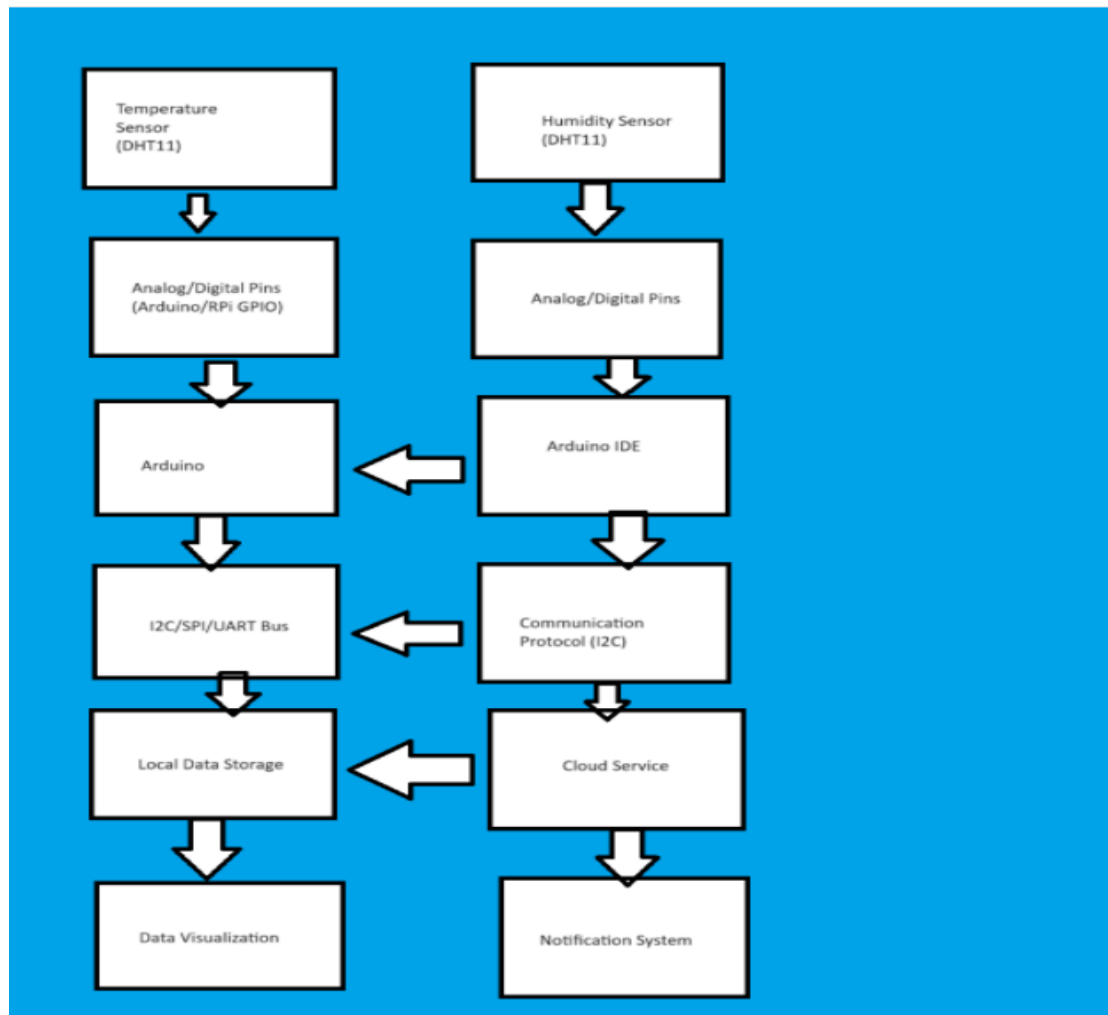 Temperature
Sensor
(DHT11)
Humidity Sensor
(DHT11)
Analog/Digital Pins
(Arduino/RPi GPIO)
Analog/Digital Pins
Arduino
Arduino IDE
I2C/SPI/UART Bus
Communication
Protocol (I2C)
Local Data Storage
Cloud Service
Data Visualization
Notification System